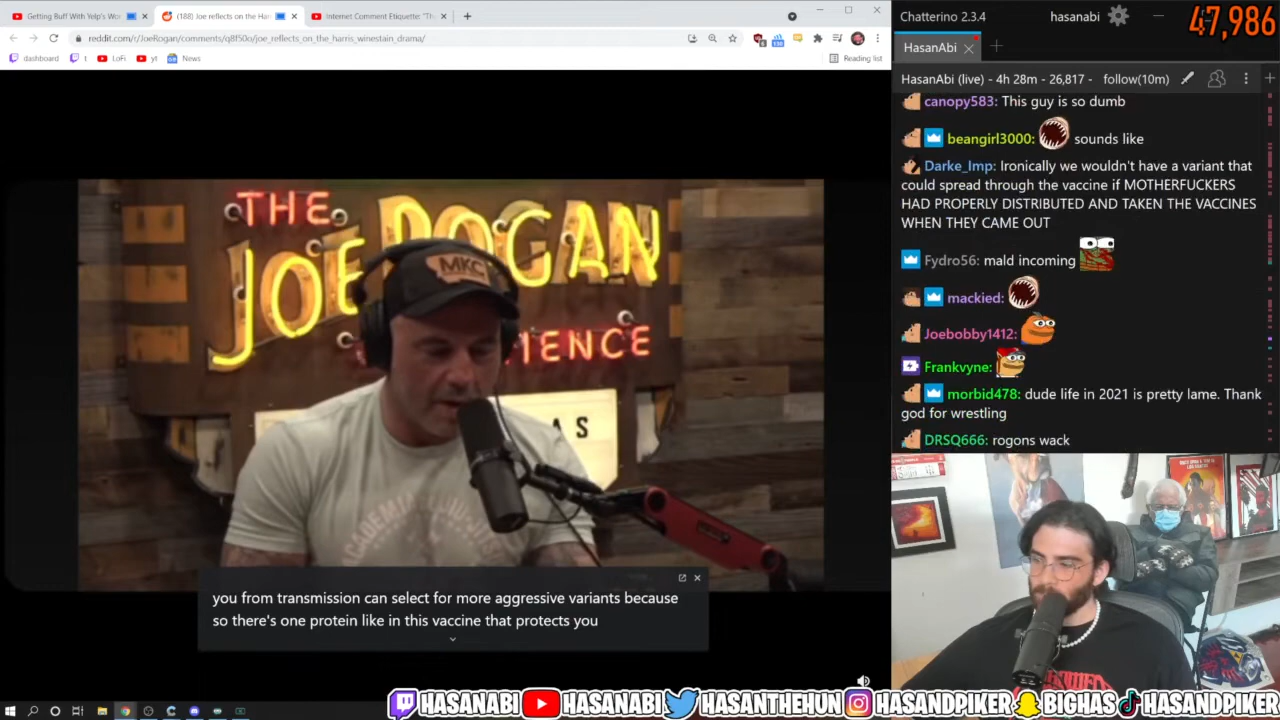 Getting Buff With Yelp's Wor
(188) Joe reflects on the Harr
Internet Comment Etiquette: "Th
reddit.com/r/JoeRogan/comments/q8f50o/joe_reflects_on_the_harris_winestain_drama/
dashboard
t
LoFi
yt
News
Reading list
THE
JOE ROGAN
IENCE
MKC
A S
you from transmission can select for more aggressive variants because
so there's one protein like in this vaccine that protects you
Chatterino 2.3.4
hasanabi
47,986
HasanAbi
HasanAbi (live) - 4h 28m - 26,817 -
follow(10m)
canopy583: This guy is so dumb
beangirl3000: sounds like
Darke_Imp: Ironically we wouldn't have a variant that
could spread through the vaccine if MOTHERFUCKERS
HAD PROPERLY DISTRIBUTED AND TAKEN THE VACCINES
WHEN THEY CAME OUT
Fydro56: mald incoming
mackied:
Joebobby1412:
Frankvyne:
morbid478: dude life in 2021 is pretty lame. Thank
god for wrestling
DRSQ666: rogons wack
HASANABI HASANABI HASANTHEHUN HASANDPIKER BIGHAS HASANDPIKER